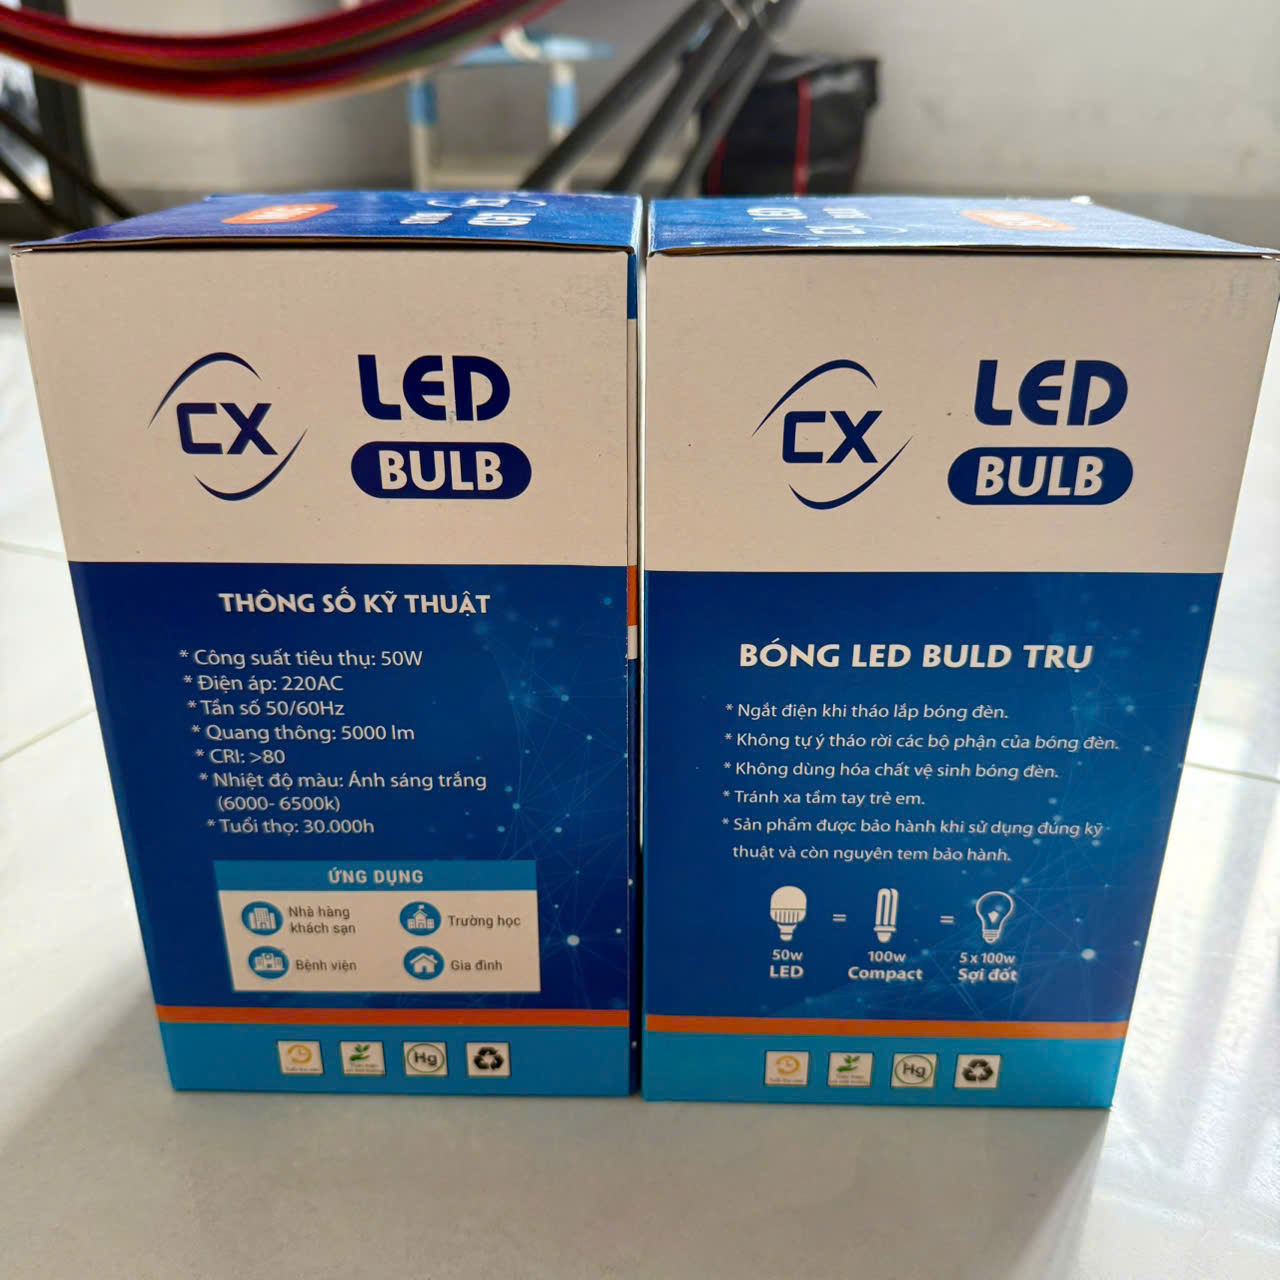 50W
LED
CX
LED
BULB
THÔNG SỐ KỸ THUẬT
* Công suất tiêu thụ: 50W
* Điện áp: 220AC
* Tần số 50/60Hz
* Quang thông: 5000 lm
* CRI: >80
* Nhiệt độ màu: Ánh sáng trắng
(6000- 6500k)
* Tuổi thọ: 30.000h
ỨNG DỤNG
Nhà hàng
khách sạn
Trường học
Bệnh viện
Gia đình
Hg
LED
50W
CX
LED
BULB
BÓNG LED BULD TRỤ
* Ngắt điện khi tháo lắp bóng đèn.
* Không tự ý tháo rời các bộ phận của bóng đèn.
* Không dùng hóa chất vệ sinh bóng đèn.
* Tránh xa tầm tay trẻ em.
* Sản phẩm được bảo hành khi sử dụng đúng kỹ
thuật và còn nguyên tem bảo hành.
= =
50w 100w 5 x 100w
LED Compact Sợi đốt
Hg